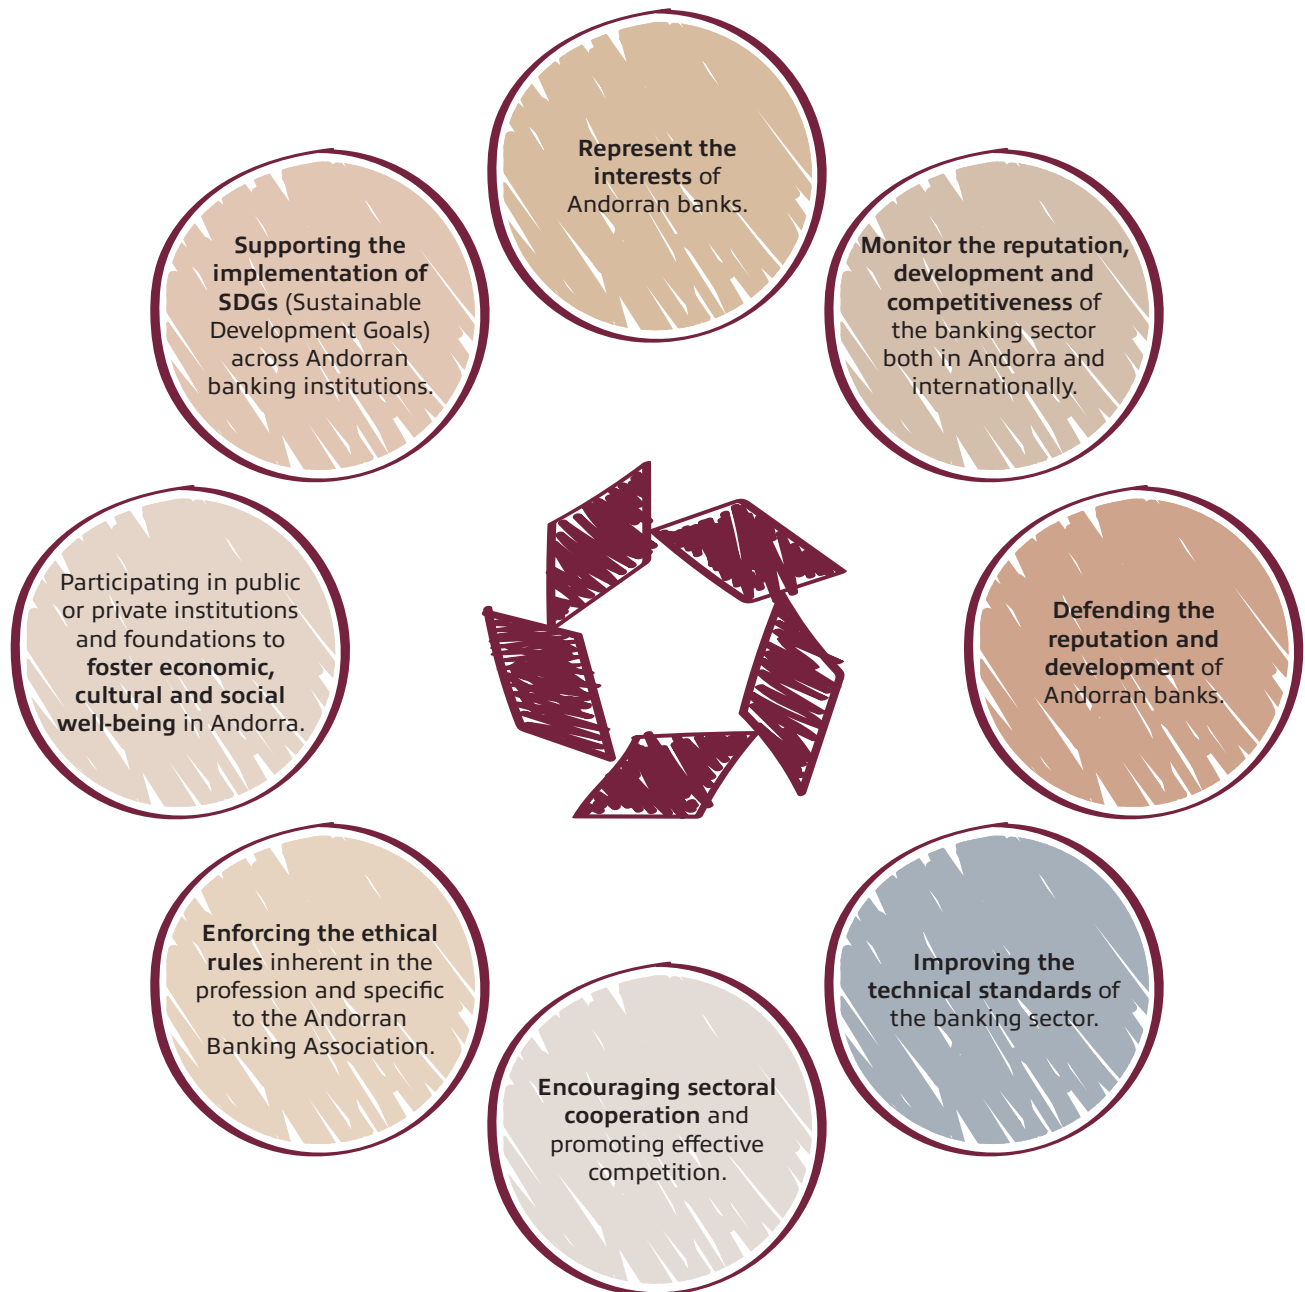 Represent the
interests of
Andorran banks.
Monitor the reputation,
development and
competitiveness of
the banking sector
both in Andorra and
internationally.
Defending the
reputation and
development of
Andorran banks.
Improving the
technical standards of
the banking sector.
Encouraging sectoral
cooperation and
promoting effective
competition.
Enforcing the ethical
rules inherent in the
profession and specific
to the Andorran
Banking Association.
Participating in public
or private institutions
and foundations to
foster economic,
cultural and social
well-being in Andorra.
Supporting the
implementation of
SDGs (Sustainable
Development Goals)
across Andorran
banking institutions.